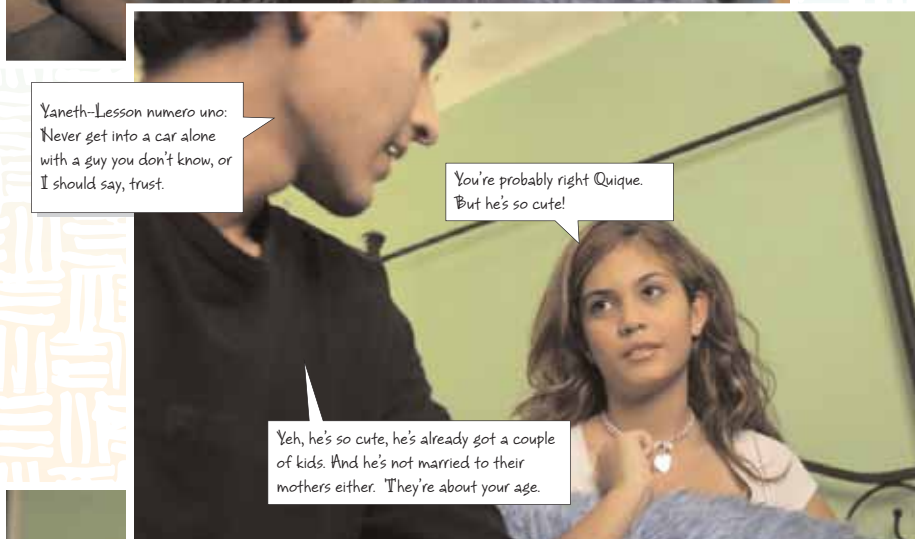 Yaneth-Lesson numero uno:
Never get into a car alone
with a guy you don't know, or
I should say, trust.
You're probably right Quique.
But he's so cute!
Yeh, he's so cute, he's already got a couple
of kids. And he's not married to their
mothers either. They're about your age.